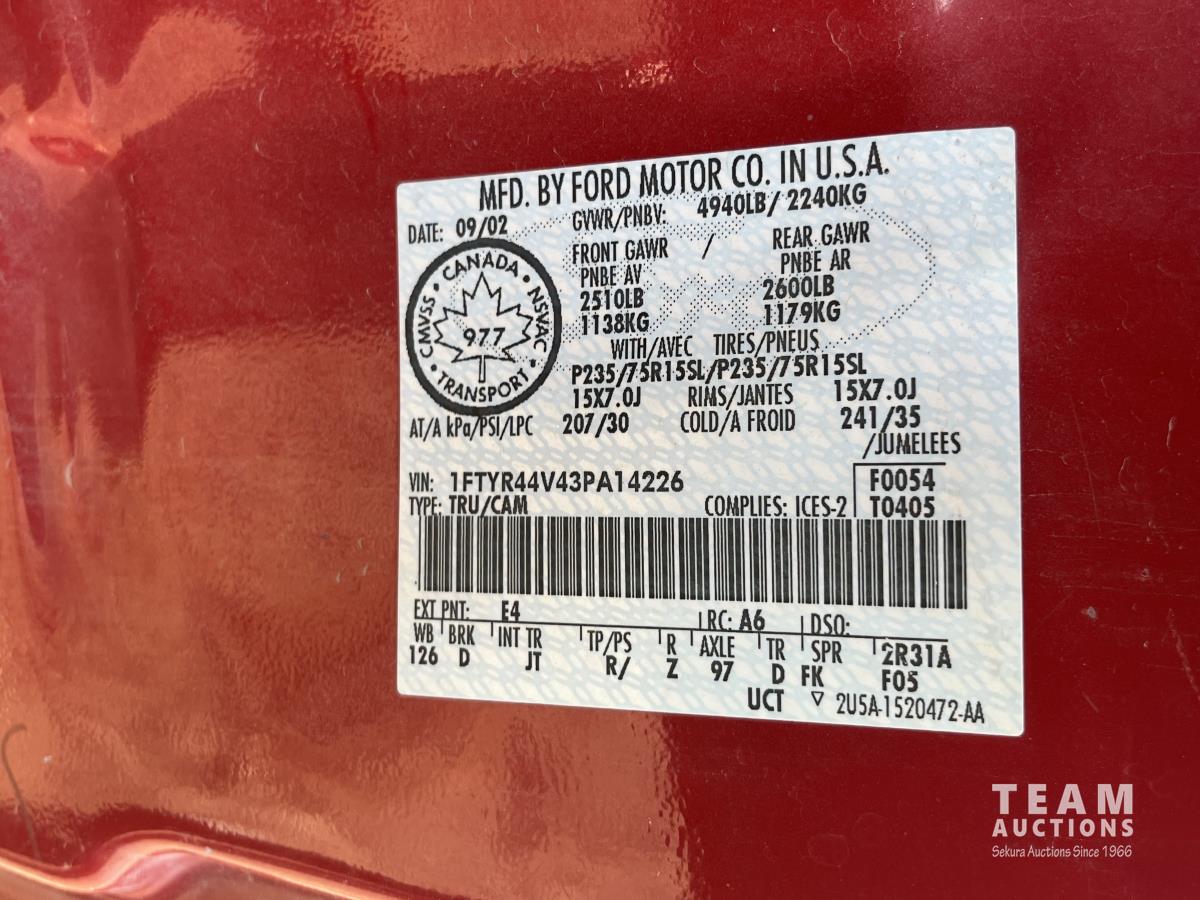 MFD. BY FORD MOTOR CO. IN U.S.A.
DATE: 09/02 GVWR/PNBV: 4940LB/ 2240KG
FRONT GAWR / REAR GAWR
PNBE AV PNBE AR
2510LB 2600LB
1138KG 1179KG
WITH/AVEC TIRES/PNEUS
P235/75R15SL/P235/75R15SL
15X7.0J RIMS/JANTES 15X7.0J
AT/A kPa/PSI/LPC 207/30 COLD/A FROID 241/35
/JUMELEES
CANADA • NSVAC • TRANSPORT • CMVSS •
977
VIN: 1FTYR44V43PA14226 F0054
TYPE: TRU/CAM COMPLIES: ICES-2 T0405
EXT PNT: E4 RC: A6 DSO:
WB BRK INT TR TP/PS R AXLE TR SPR 2R31A
126 D JT R/ Z 97 D FK F05
UCT ▽ 2U5A-1520472-AA
TEAM
AUCTIONS
Sekura Auctions Since 1966